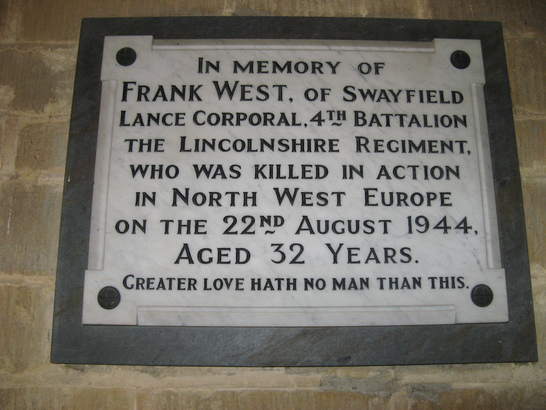 In memory of
Frank West, of Swayfield
Lance Corporal, 4th Battalion
the Lincolnshire Regiment,
who was killed in action
in North West Europe
on the 22nd August 1944,
Aged 32 Years.
Greater love hath no man than this.